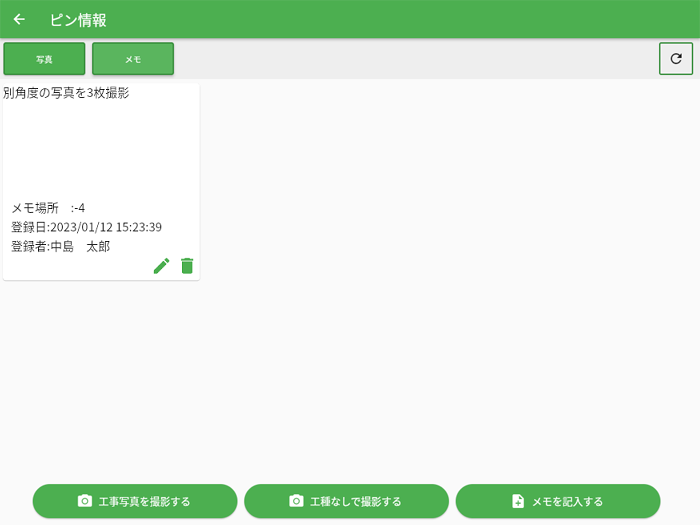 ピン情報
写真
メモ
別角度の写真を3枚撮影
メモ場所　:-4
登録日:2023/01/12 15:23:39
登録者:中島　太郎
工事写真を撮影する
工種なしで撮影する
メモを記入する